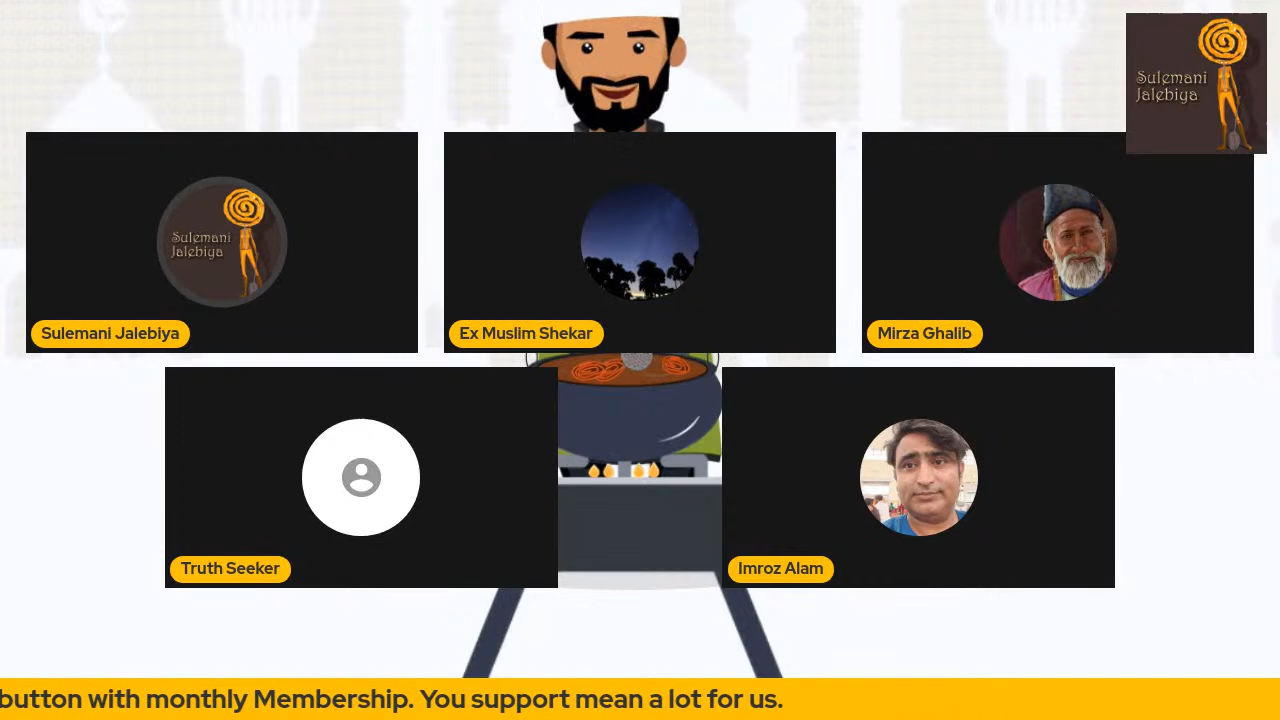 Sulemani
Jalebiya
Sulemani
Jalebiya
Sulemani Jalebiya
Ex Muslim Shekar
Mirza Ghalib
Truth Seeker
Imroz Alam
button with monthly Membership. You support mean a lot for us.